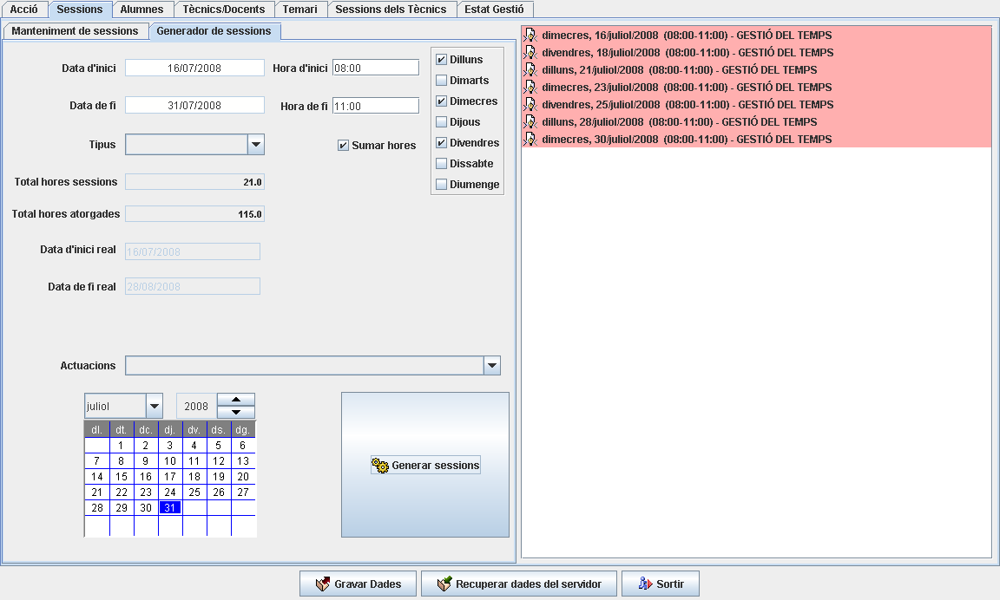 Acció Sessions Alumnes Tècnics/Docents Temari Sessions dels Tècnics Estat Gestió
Manteniment de sessions Generador de sessions
Data d'inici 16/07/2008 Hora d'inici 08:00
Data de fi 31/07/2008 Hora de fi 11:00
Tipus Sumar hores
Total hores sessions 21.0
Total hores atorgades 115.0
Data d'inici real 16/07/2008
Data de fi real 28/08/2008
Dilluns
Dimarts
Dimecres
Dijous
Divendres
Dissabte
Diumenge
Actuacions
juliol 2008
dl. dt. dc. dj. dv. ds. dg.
1 2 3 4 5 6
7 8 9 10 11 12 13
14 15 16 17 18 19 20
21 22 23 24 25 26 27
28 29 30 31
Generar sessions
dimecres, 16/juliol/2008 (08:00-11:00) - GESTIÓ DEL TEMPS
divendres, 18/juliol/2008 (08:00-11:00) - GESTIÓ DEL TEMPS
dilluns, 21/juliol/2008 (08:00-11:00) - GESTIÓ DEL TEMPS
dimecres, 23/juliol/2008 (08:00-11:00) - GESTIÓ DEL TEMPS
divendres, 25/juliol/2008 (08:00-11:00) - GESTIÓ DEL TEMPS
dilluns, 28/juliol/2008 (08:00-11:00) - GESTIÓ DEL TEMPS
dimecres, 30/juliol/2008 (08:00-11:00) - GESTIÓ DEL TEMPS
Gravar Dades Recuperar dades del servidor Sortir